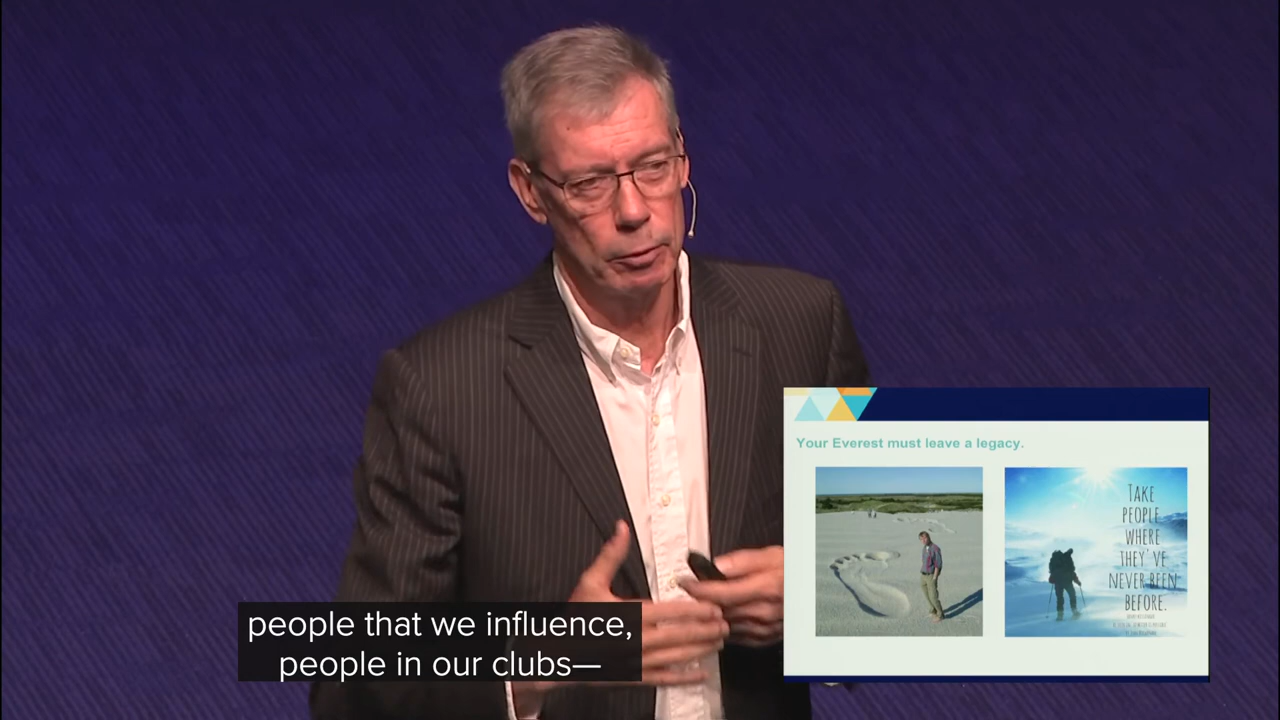 Your Everest must leave a legacy.
TAKE
PEOPLE
WHERE
THEY'VE
NEVER BEEN
BEFORE.
people that we influence,
people in our clubs—